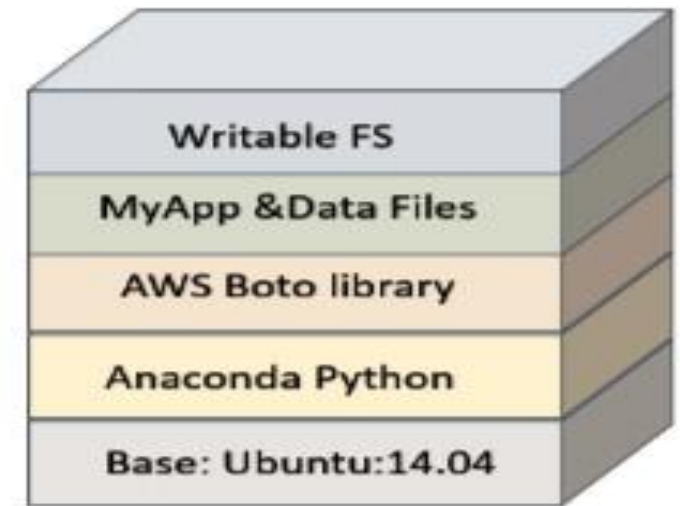 Writable FS
MyApp &Data Files
AWS Boto library
Anaconda Python
Base: Ubuntu:14.04